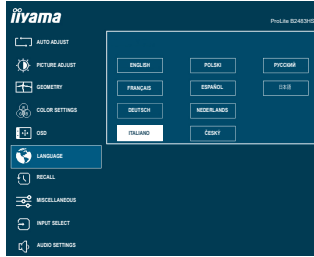 iiyama
ProLite B2483HS
AUTO ADJUST
PICTURE ADJUST
GEOMETRY
COLOR SETTINGS
OSD
LANGUAGE
RECALL
MISCELLANEOUS
INPUT SELECT
AUDIO SETTINGS
ENGLISH POLSKI РУССКИЙ
FRANÇAIS ESPAÑOL 日本語
DEUTSCH NEDERLANDS
ITALIANO ČESKÝ